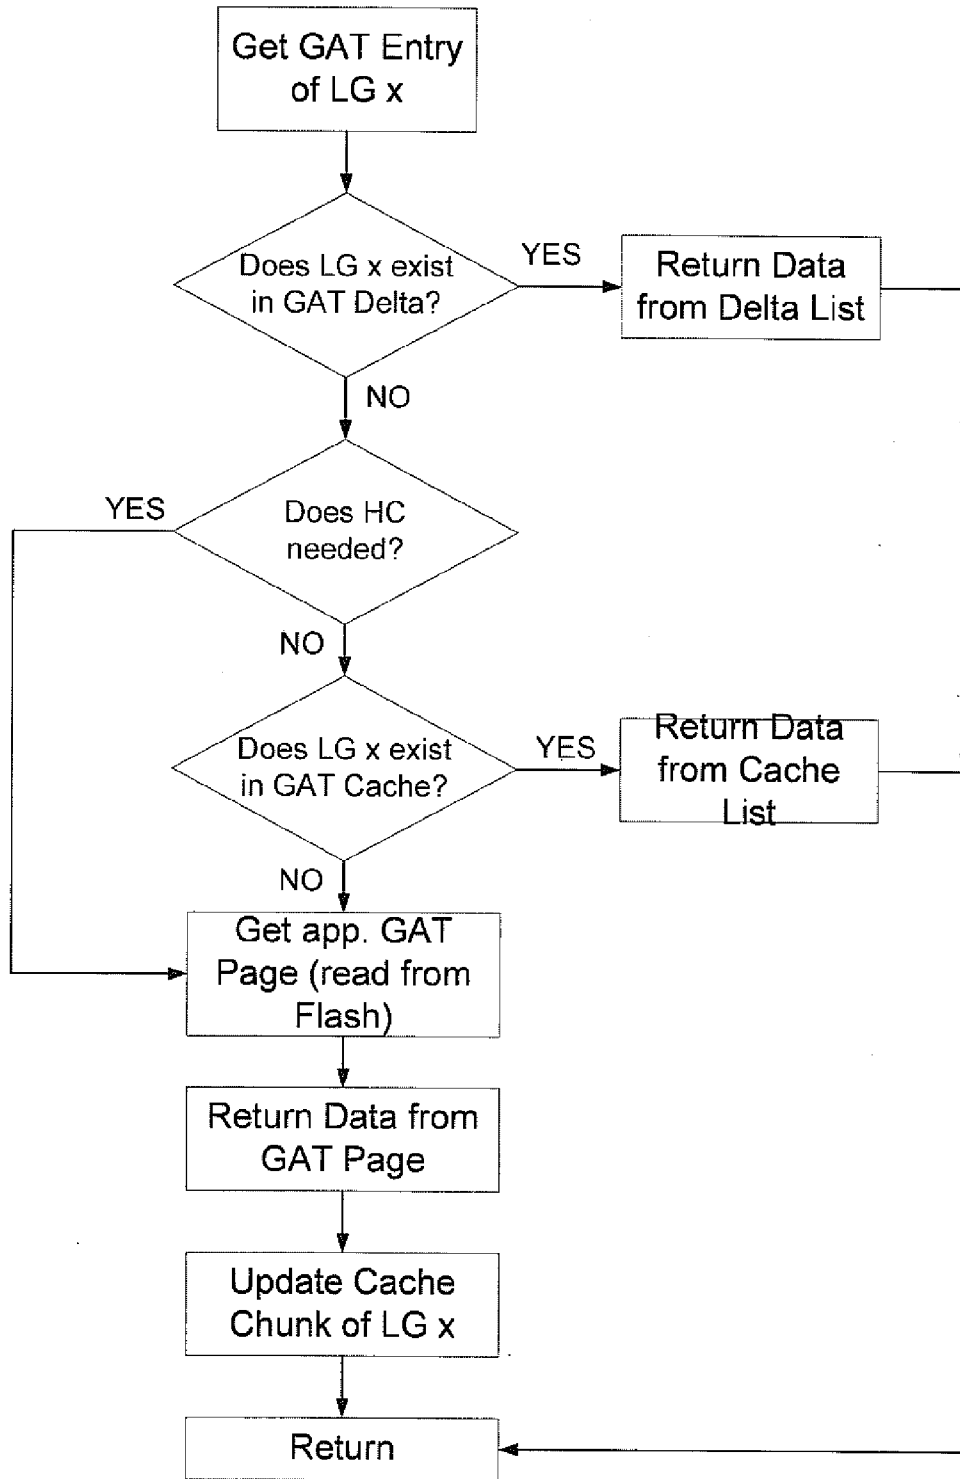 Get GAT Entry
of LG x
Does LG x exist
in GAT Delta?
YES
Return Data
from Delta List
NO
YES
Does HC
needed?
NO
Does LG x exist
in GAT Cache?
YES
Return Data
from Cache
List
NO
Get app. GAT
Page (read from
Flash)
Return Data from
GAT Page
Update Cache
Chunk of LG x
Return